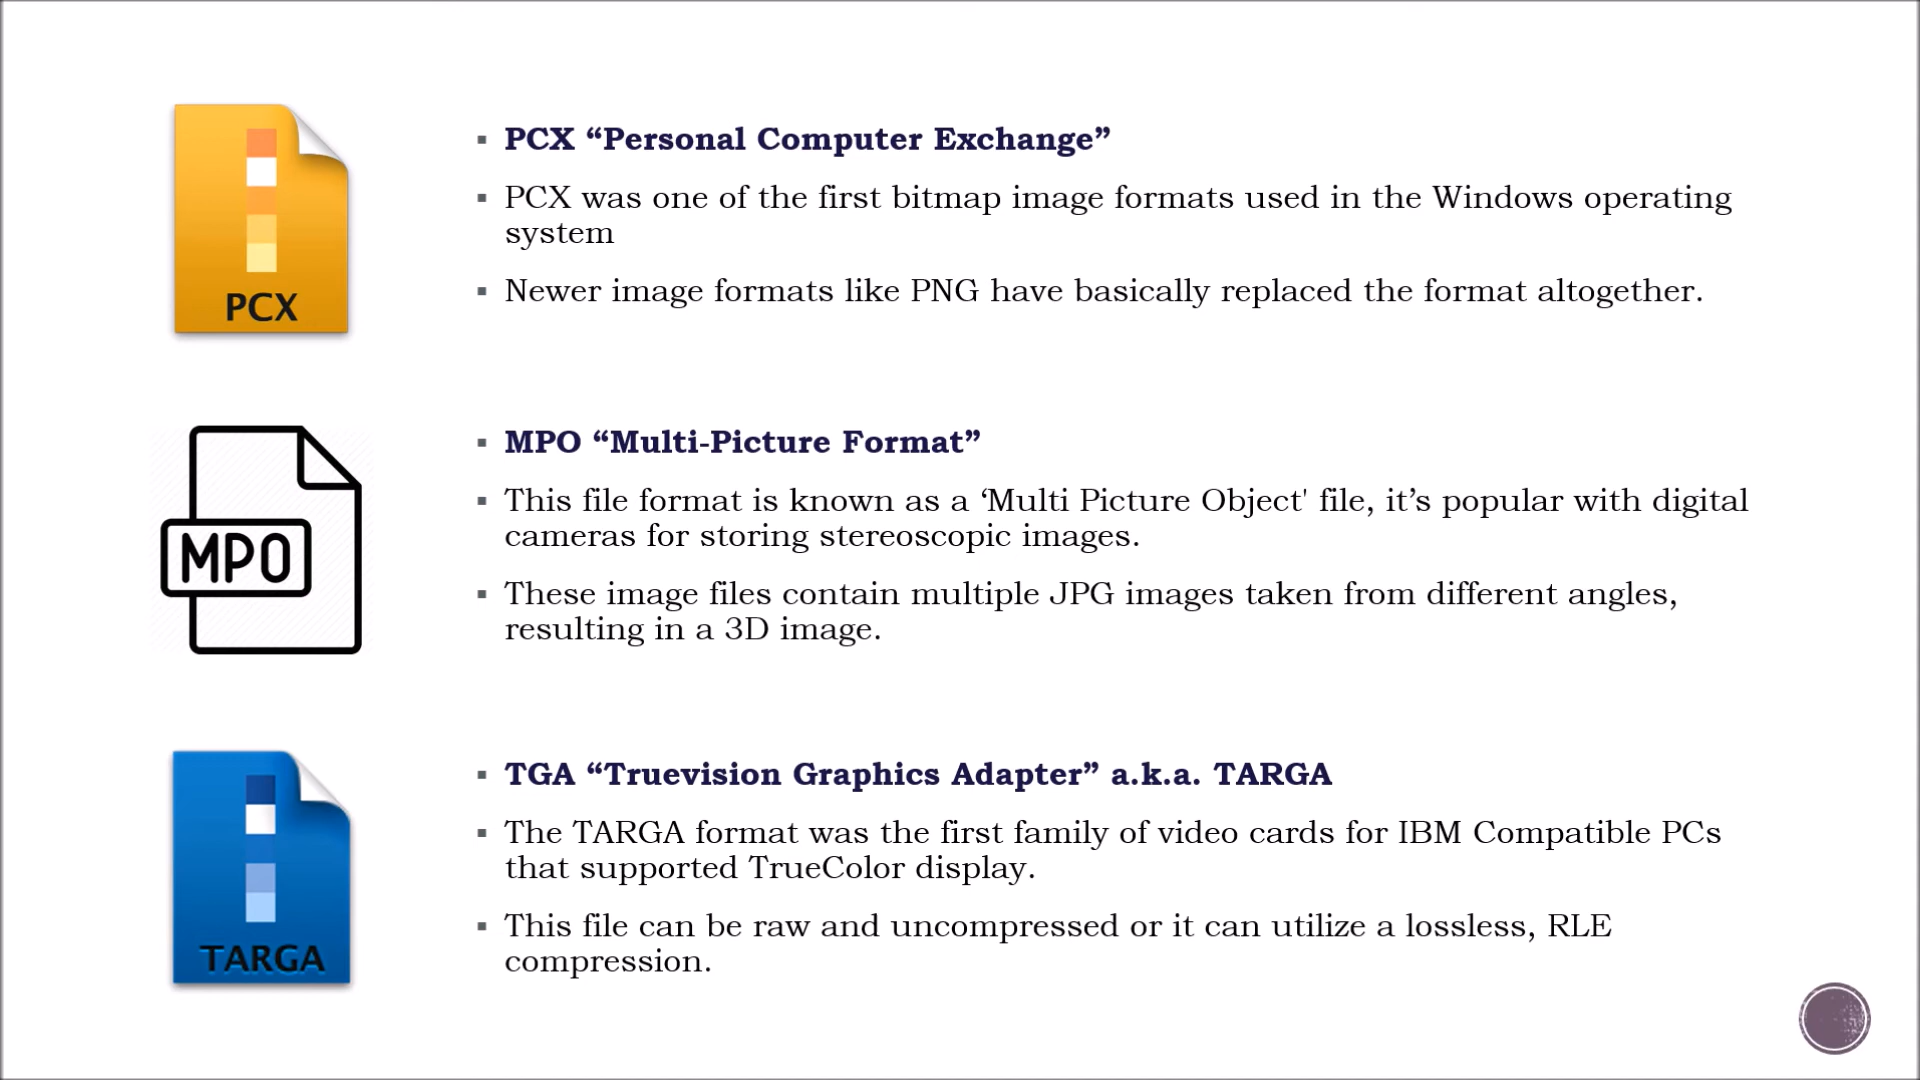 PCX
PCX “Personal Computer Exchange”
PCX was one of the first bitmap image formats used in the Windows operating
system
Newer image formats like PNG have basically replaced the format altogether.
MPO
MPO “Multi-Picture Format”
This file format is known as a ‘Multi Picture Object' file, it’s popular with digital
cameras for storing stereoscopic images.
These image files contain multiple JPG images taken from different angles,
resulting in a 3D image.
TARGA
TGA “Truevision Graphics Adapter” a.k.a. TARGA
The TARGA format was the first family of video cards for IBM Compatible PCs
that supported TrueColor display.
This file can be raw and uncompressed or it can utilize a lossless, RLE
compression.